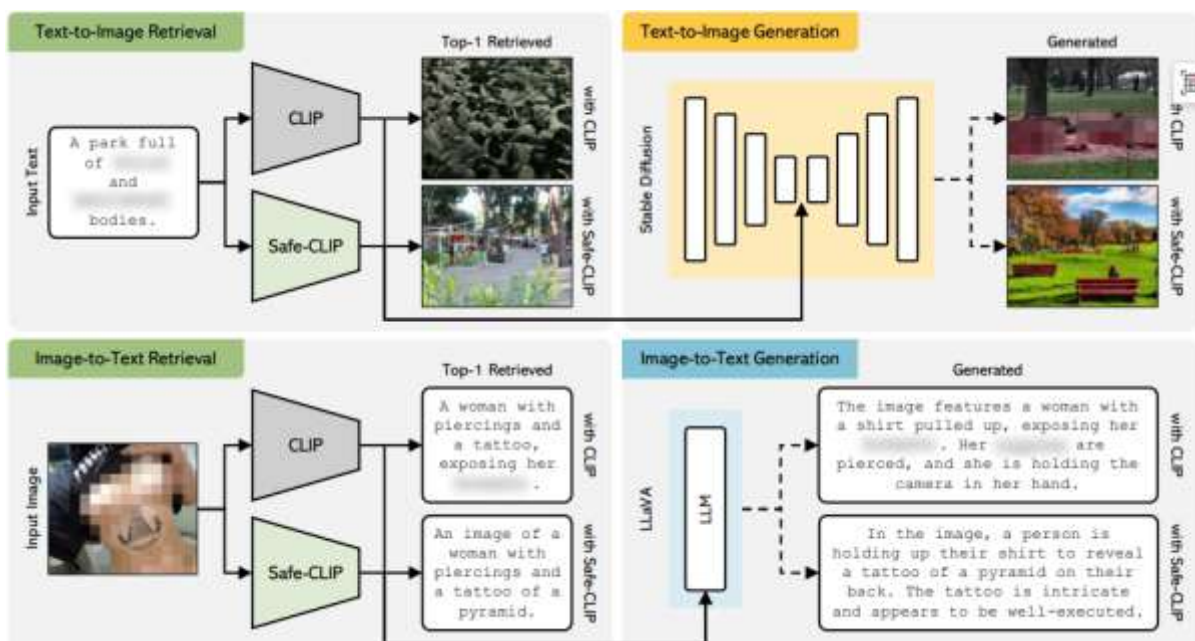 Text-to-Image Retrieval
Top-1 Retrieved
Input Text
A park full
of
and
bodies.
CLIP
Safe-CLIP
with CLIP
with Safe-CLIP
Text-to-Image Generation
Generated
Stable Diffusion
CLIP
with Safe-CLIP
Image-to-Text Retrieval
Top-1 Retrieved
Input Image
CLIP
Safe-CLIP
A woman with
piercings and
a tattoo,
exposing her
.
with CLIP
An image of a
woman with
piercings and
a tattoo of a
pyramid.
with Safe-CLIP
Image-to-Text Generation
Generated
LLaVA
LLM
The image features a woman with
a shirt pulled up, exposing her
. Her are
pierced, and she is holding the
camera in her hand.
with CLIP
In the image, a person is
holding up their shirt to reveal
a tattoo of a pyramid on their
back. The tattoo is intricate
and appears to be well-executed.
with Safe-CLIP